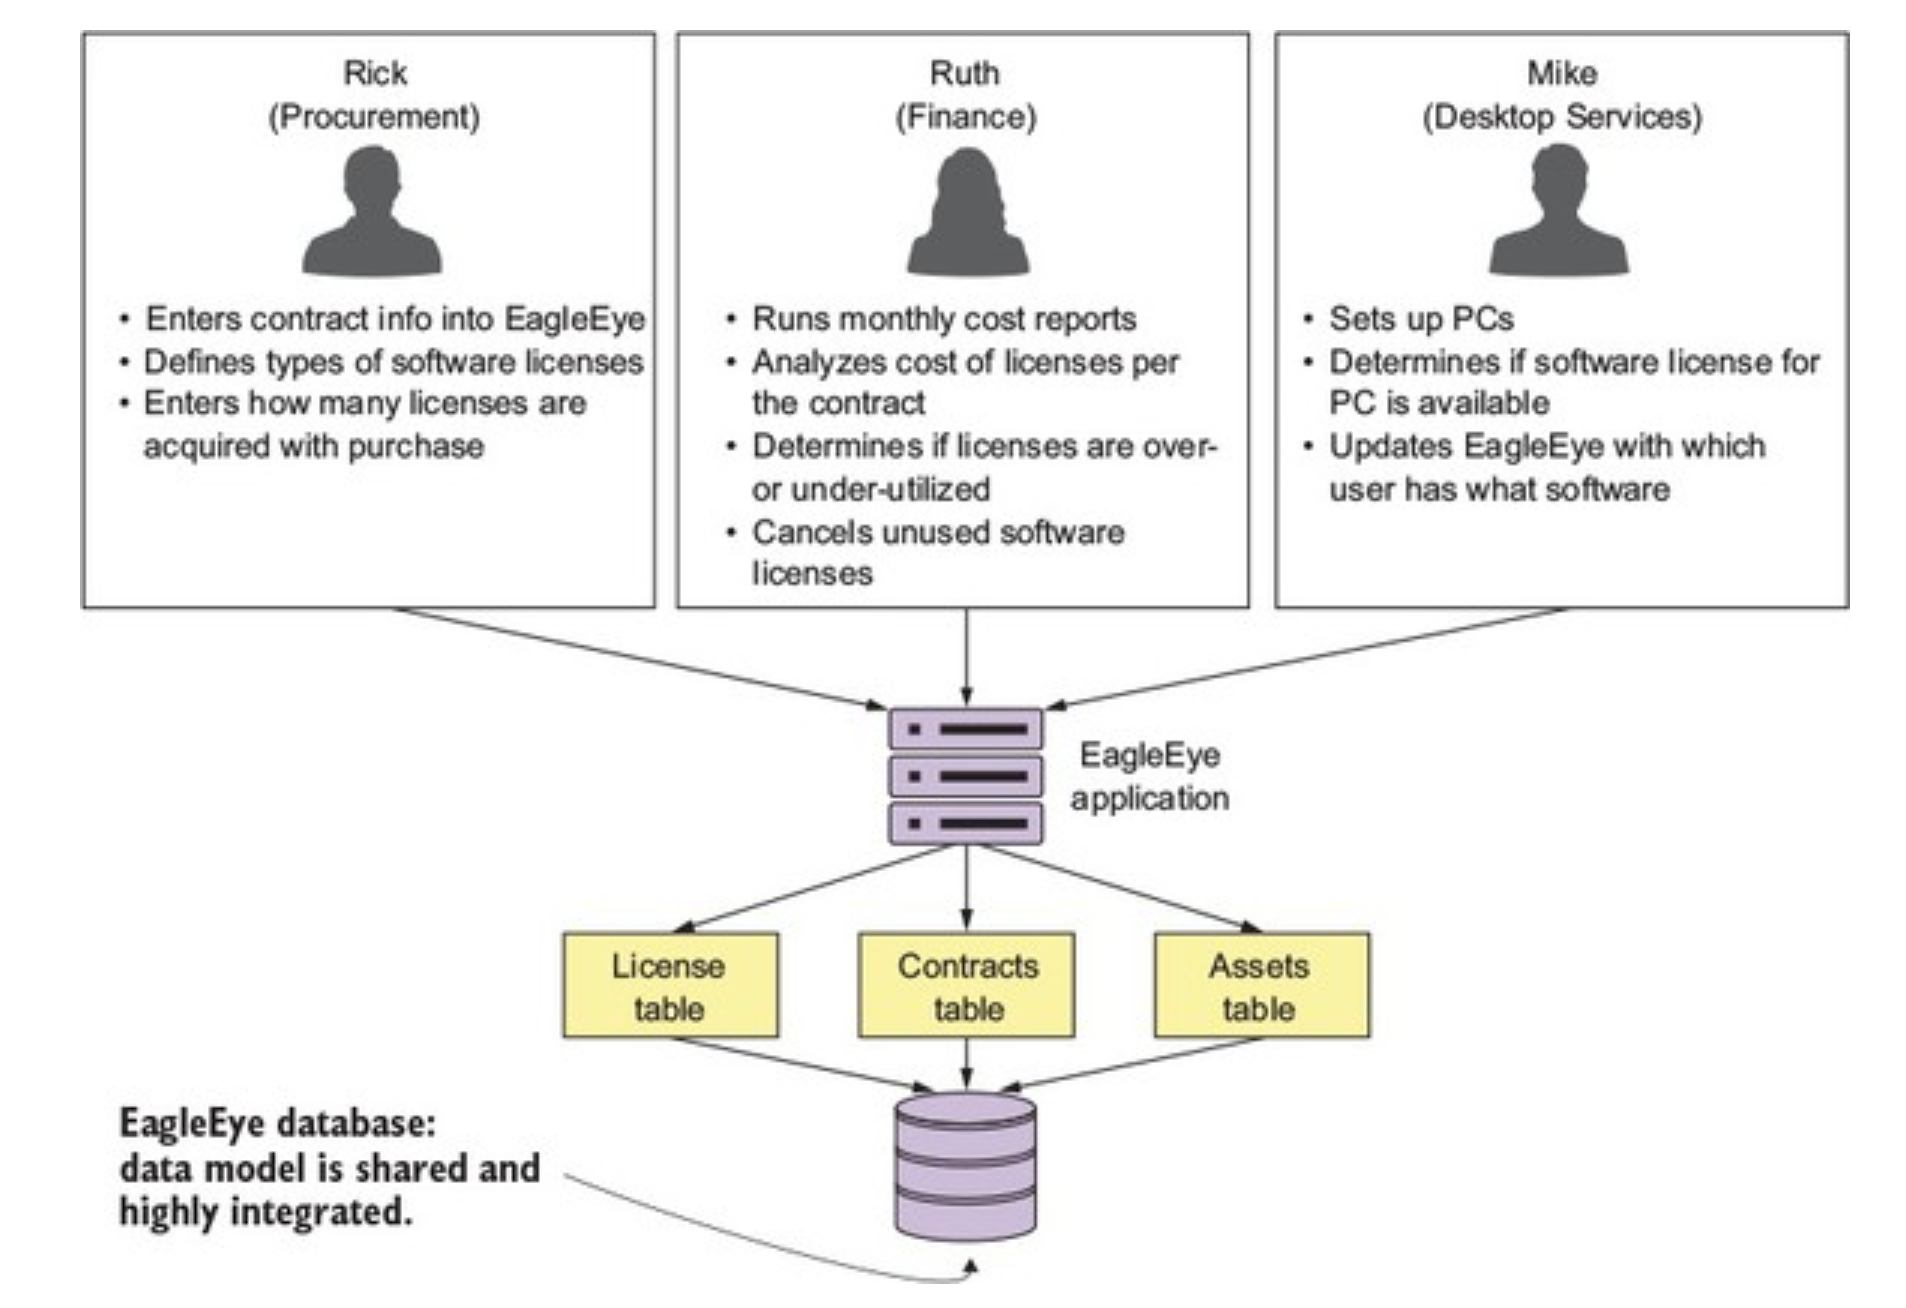 Rick
(Procurement)
• Enters contract info into EagleEye
• Defines types of software licenses
• Enters how many licenses are
acquired with purchase
Ruth
(Finance)
• Runs monthly cost reports
• Analyzes cost of licenses per
the contract
• Determines if licenses are over-
or under-utilized
• Cancels unused software
licenses
Mike
(Desktop Services)
• Sets up PCs
• Determines if software license for
PC is available
• Updates EagleEye with which
user has what software
EagleEye
application
License
table
Contracts
table
Assets
table
EagleEye database:
data model is shared and
highly integrated.